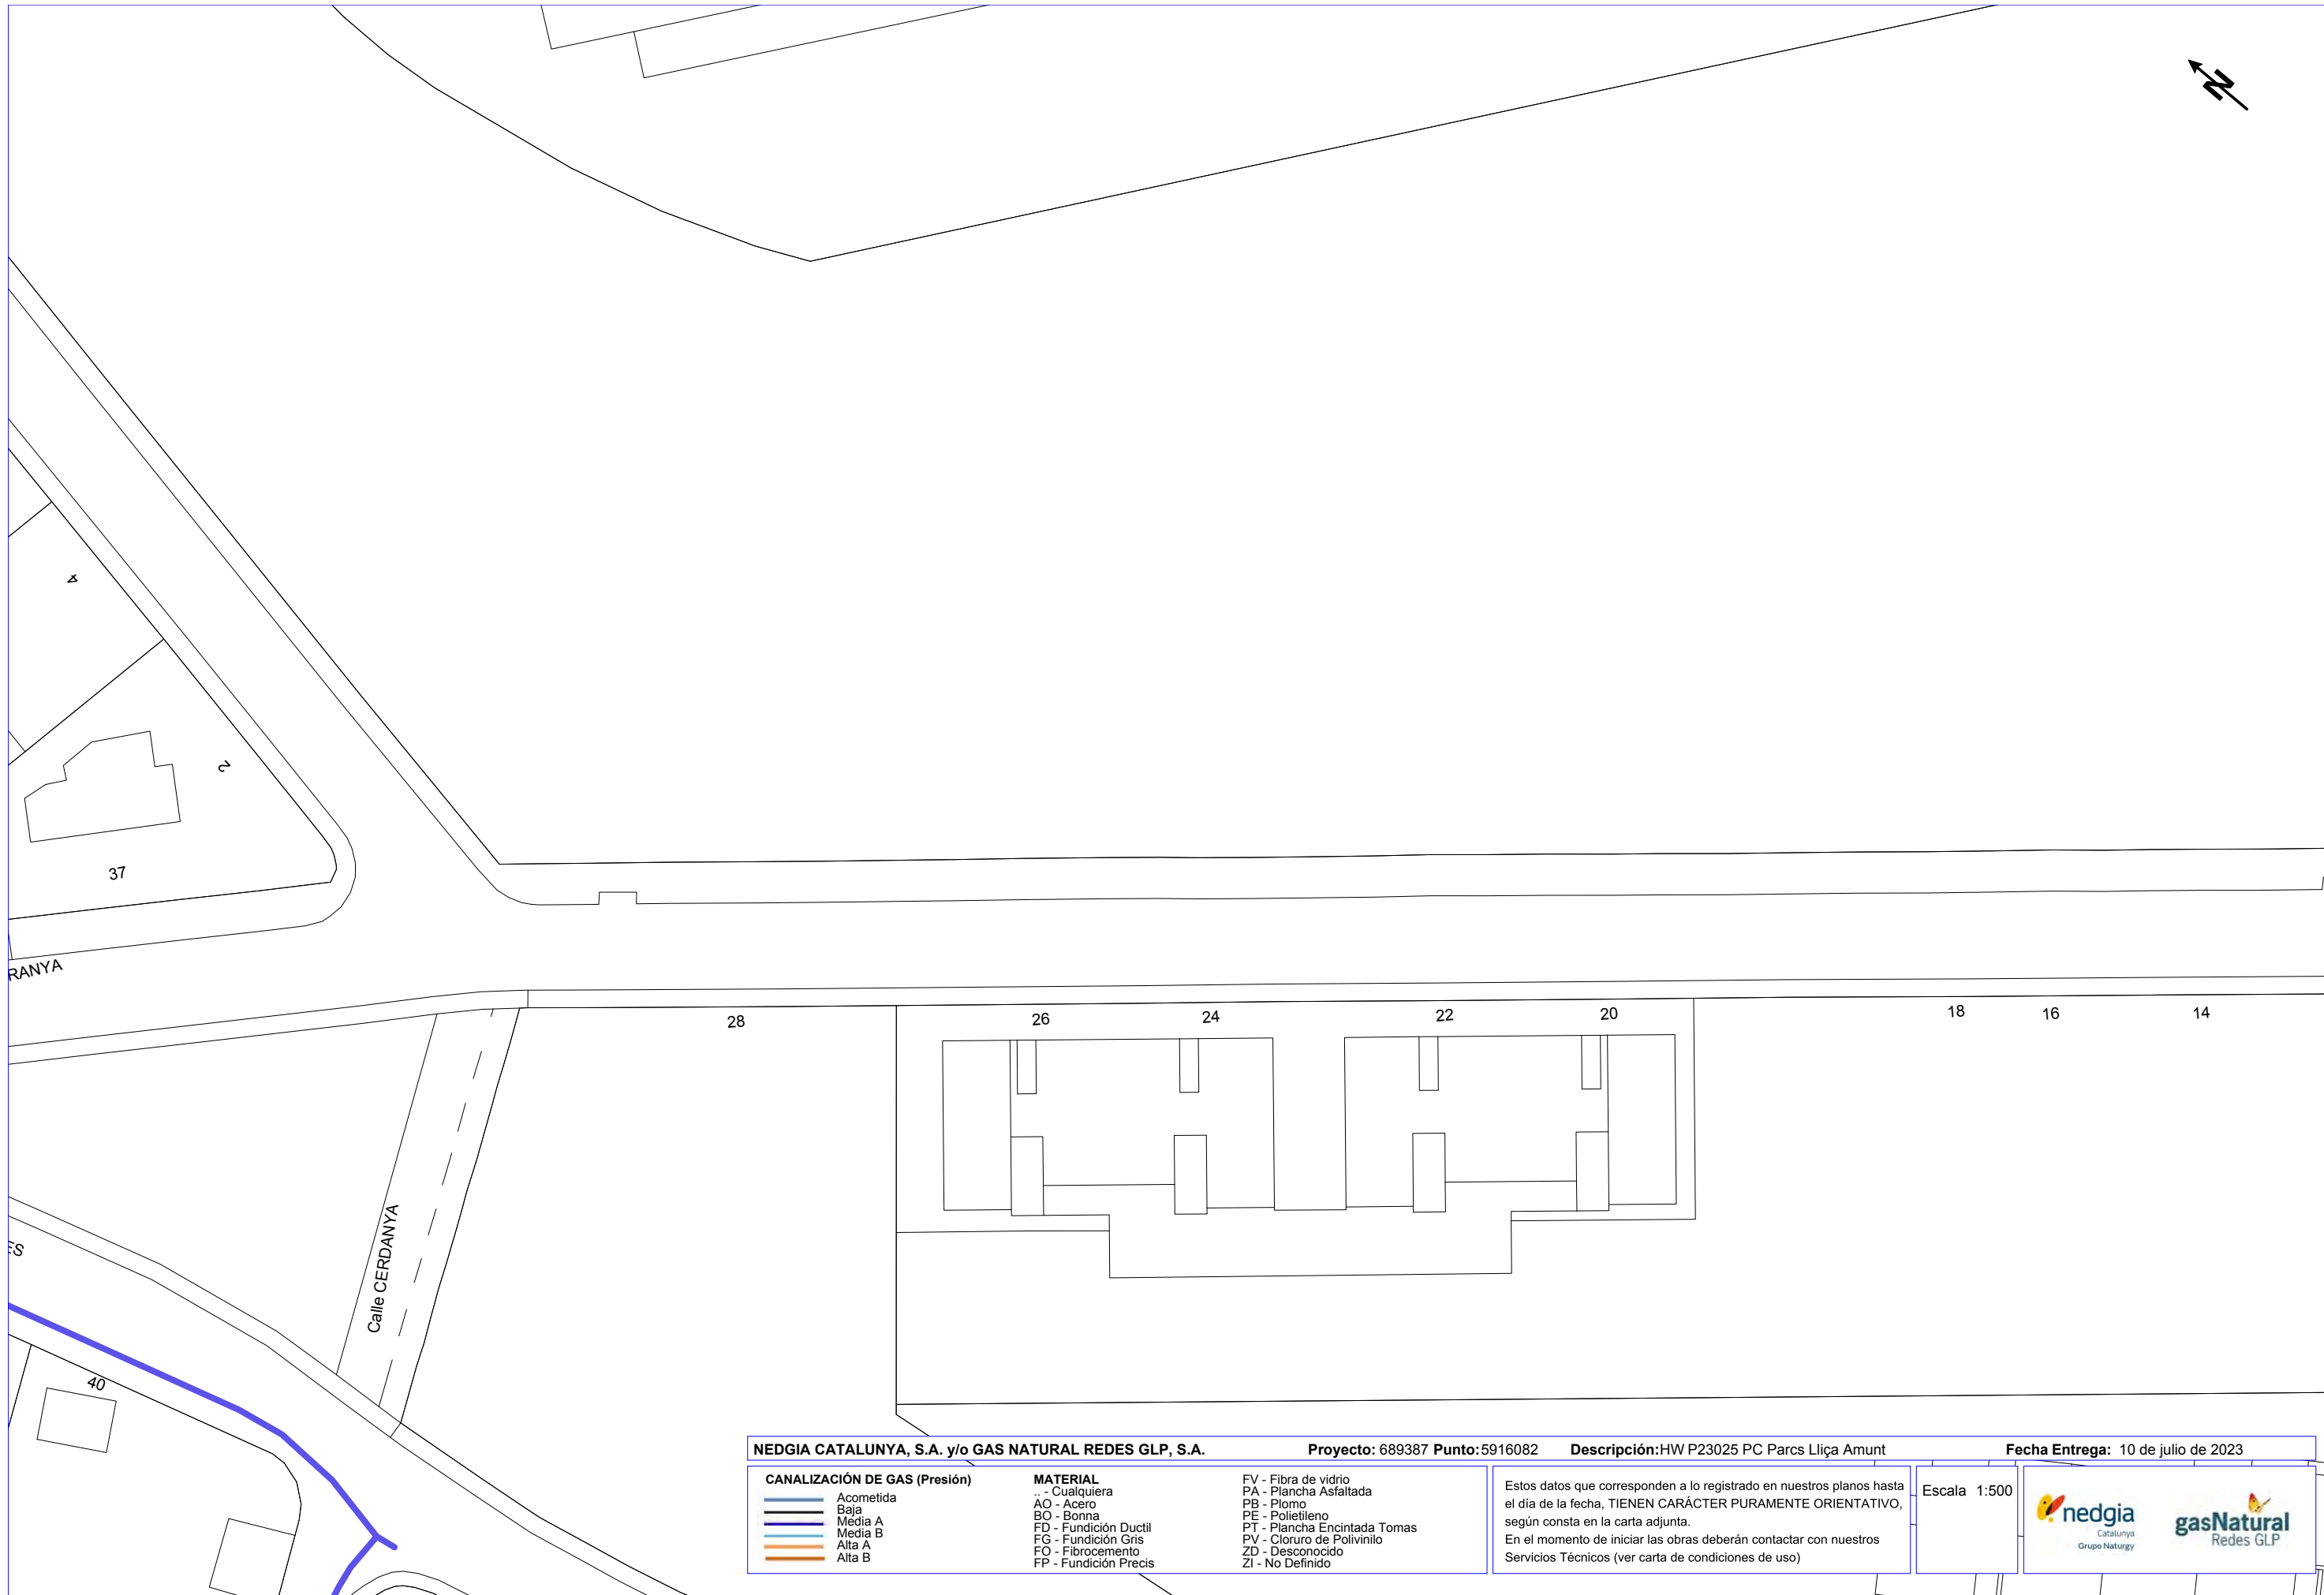 N
4
2
37
RANYA
28
26
24
22
20
18
16
14
Calle CERDANYA
ES
40
NEDGIA CATALUNYA, S.A. y/o GAS NATURAL REDES GLP, S.A. Proyecto: 689387 Punto:5916082 Descripción:HW P23025 PC Parcs Lliça Amunt Fecha Entrega: 10 de julio de 2023
CANALIZACIÓN DE GAS (Presión)
Acometida
Baja
Media A
Media B
Alta A
Alta B
MATERIAL
.. - Cualquiera
AO - Acero
BO - Bonna
FD - Fundición Ductil
FG - Fundición Gris
FO - Fibrocemento
FP - Fundición Precis
FV - Fibra de vidrio
PA - Plancha Asfaltada
PB - Plomo
PE - Polietileno
PT - Plancha Encintada Tomas
PV - Cloruro de Polivinilo
ZD - Desconocido
ZI - No Definido
Estos datos que corresponden a lo registrado en nuestros planos hasta
el día de la fecha, TIENEN CARÁCTER PURAMENTE ORIENTATIVO,
según consta en la carta adjunta.
En el momento de iniciar las obras deberán contactar con nuestros
Servicios Técnicos (ver carta de condiciones de uso)
Escala 1:500
nedgia
Catalunya
Grupo Naturgy
gasNatural
Redes GLP